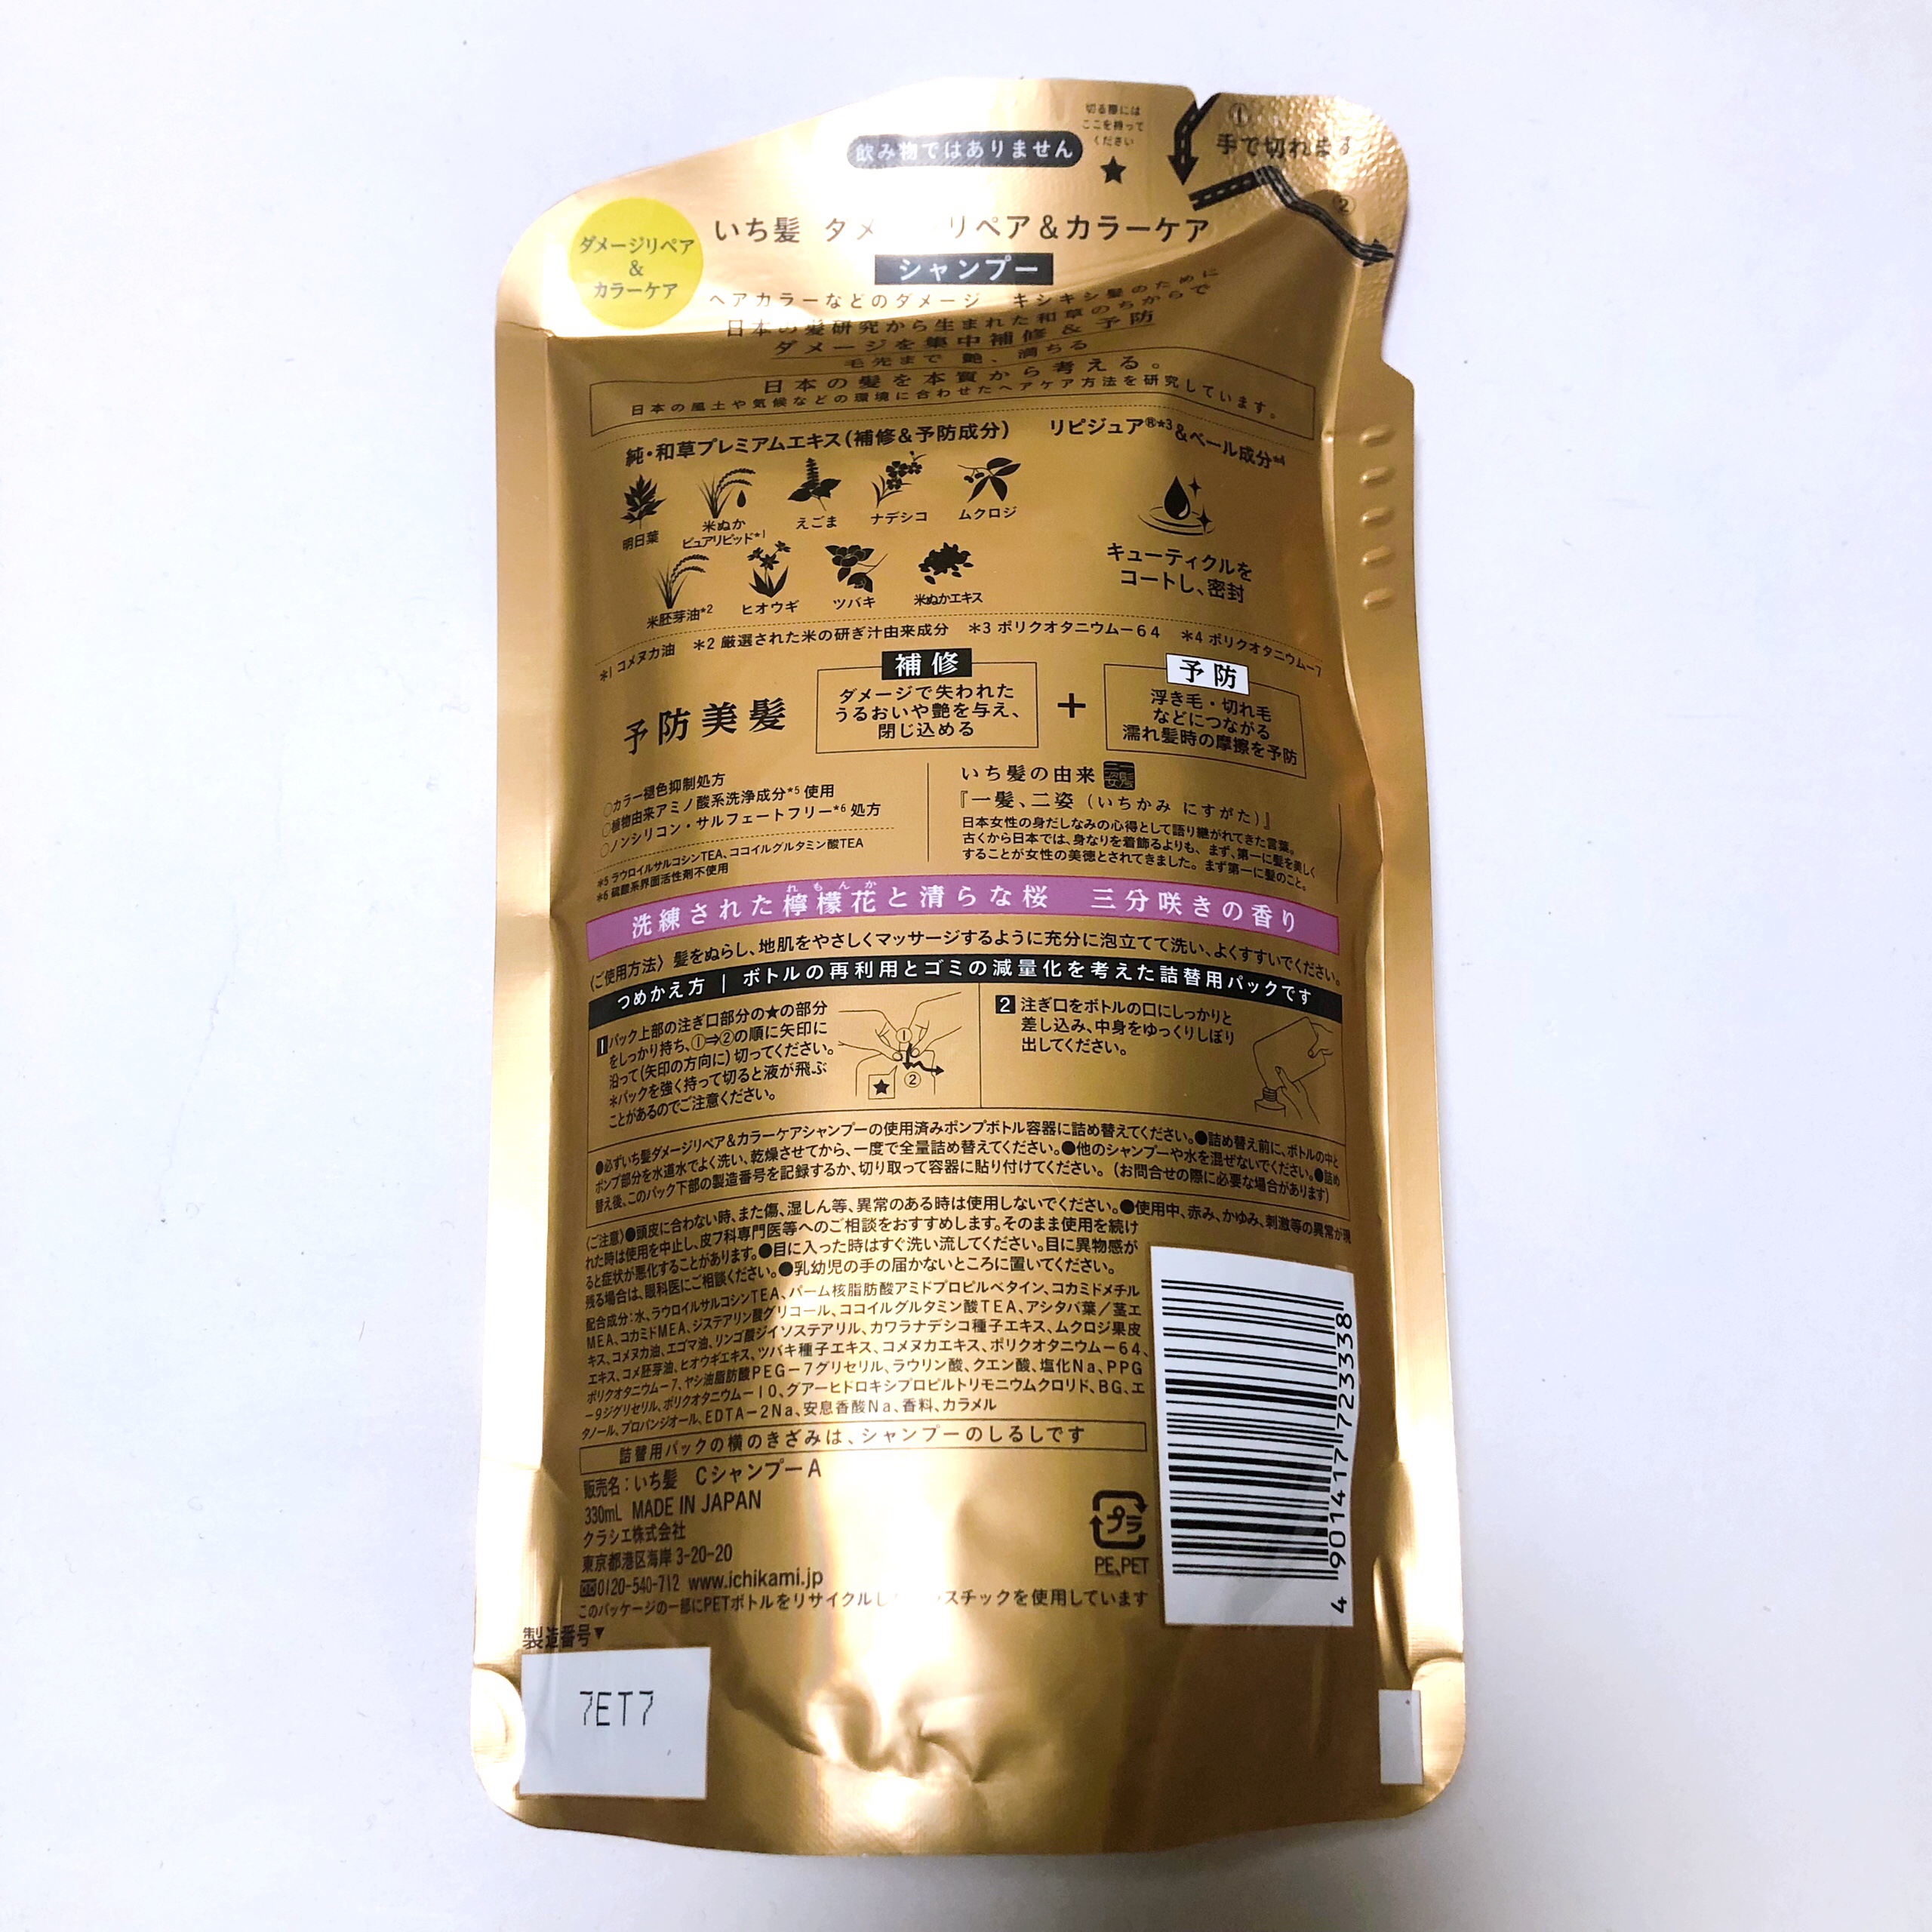 切る際には
ここを持って
ください
★
飲み物ではありません
①
手で切れます
②
ダメージリペア
&
カラーケア
いち髪 ダメ リペア&カラーケア
シャンプー
ヘアカラーなどのダメージ キシキシ髪のために
日本の髪研究から生まれた和草のちからで
ダメージを集中補修 & 予防
毛先まで 艶、満ちる
日本の髪を本質から考える。
日本の風土や気候などの環境に合わせたヘアケア方法を研究しています。
純・和草プレミアムエキス(補修&予防成分)
リピジュア®*3&ベール成分*4
明日葉
米ぬか
ピュアリピッド*1
えごま
ナデシコ
ムクロジ
米胚芽油*2
ヒオウギ
ツバキ
米ぬかエキス
キューティクルを
コートし、密封
*1 コメヌカ油 *2 厳選された米の研ぎ汁由来成分 *3 ポリクオタニウムー64 *4 ポリクオタニウムー7
予防美髪
補修
ダメージで失われた
うるおいや艶を与え、
閉じ込める
+
予防
浮き毛・切れ毛
などにつながる
濡れ髪時の摩擦を予防
○カラー褪色抑制処方
○植物由来アミノ酸系洗浄成分*5 使用
○ノンシリコン・サルフェートフリー*6 処方
*5 ラウロイルサルコシンTEA、ココイルグルタミン酸TEA
*6 硫酸系界面活性剤不使用
いち髪の由来 一髪二姿
『一髪、二姿(いちかみ にすがた)』
日本女性の身だしなみの心得として語り継がれてきた言葉。
古くから日本では、身なりを着飾るよりも、まず、第一に髪を美しく
することが女性の美徳とされてきました。まず第一に髪のこと。
れもんか
洗練された檸檬花と清らな桜 三分咲きの香り
〈ご使用方法〉髪をぬらし、地肌をやさしくマッサージするように充分に泡立てて洗い、よくすすいでください。
つめかえ方 | ボトルの再利用とゴミの減量化を考えた詰替用パックです
1 パック上部の注ぎ口部分の★の部分
をしっかり持ち、①⇒②の順に矢印に
沿って(矢印の方向に)切ってください。
*パックを強く持って切ると液が飛ぶ
ことがあるのでご注意ください。
①
②
★
2 注ぎ口をボトルの口にしっかりと
差し込み、中身をゆっくりしぼり
出してください。
●必ずいち髪ダメージリペア&カラーケアシャンプーの使用済みポンプボトル容器に詰め替えてください。●詰め替え前に、ボトルの中と
ポンプ部分を水道水でよく洗い、乾燥させてから、一度で全量詰め替えてください。●他のシャンプーや水を混ぜないでください。●詰め
替え後、このパック下部の製造番号を記録するか、切り取って容器に貼り付けてください。(お問合せの際に必要な場合があります)
〈ご注意〉●頭皮に合わない時、また傷、湿しん等、異常のある時は使用しないでください。●使用中、赤み、かゆみ、刺激等の異常が現
れた時は使用を中止し、皮フ科専門医等へのご相談をおすすめします。そのまま使用を続け
ると症状が悪化することがあります。●目に入った時はすぐ洗い流してください。目に異物感が
残る場合は、眼科医にご相談ください。●乳幼児の手の届かないところに置いてください。
配合成分:水、ラウロイルサルコシンTEA、パーム核脂肪酸アミドプロピルベタイン、コカミドメチル
MEA、コカミドMEA、ジステアリン酸グリコール、ココイルグルタミン酸TEA、アシタバ葉/茎エ
キス、コメヌカ油、エゴマ油、リンゴ酸ジイソステアリル、カワラナデシコ種子エキス、ムクロジ果皮
エキス、コメ胚芽油、ヒオウギエキス、ツバキ種子エキス、コメヌカエキス、ポリクオタニウムー64、
ポリクオタニウムー7、ヤシ油脂肪酸PEGー7グリセリル、ラウリン酸、クエン酸、塩化Na、PPG
ー9ジグリセリル、ポリクオタニウムー10、グアーヒドロキシプロピルトリモニウムクロリド、BG、エ
タノール、プロパンジオール、EDTAー2Na、安息香酸Na、香料、カラメル
詰替用パックの横のきざみは、シャンプーのしるしです
販売名:いち髪 CシャンプーA
330mL MADE IN JAPAN
クラシエ株式会社
東京都港区海岸 3-20-20
0120-540-712 www.ichikami.jp
このパッケージの一部にPETボトルをリサイクルし スチックを使用しています
プラ
PE、PET
4 901417 723338
製造番号▼
7ET7